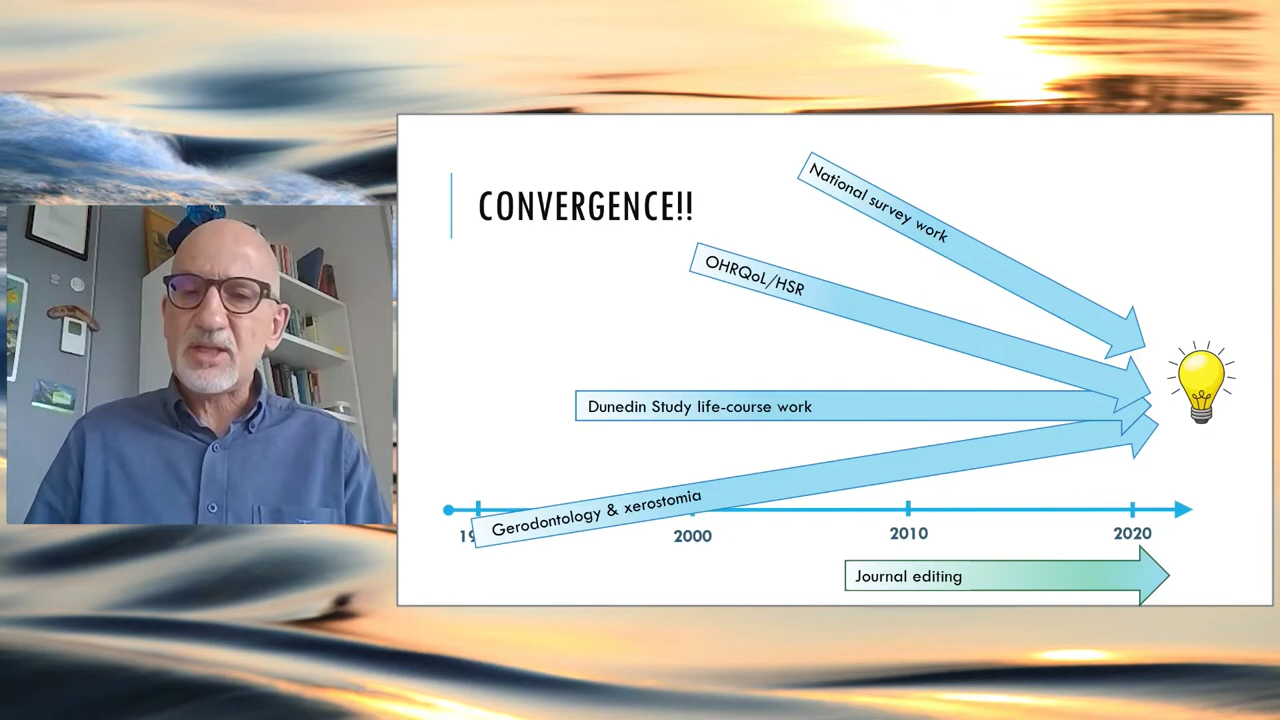 CONVERGENCE!!
National survey work
OHRQoL/HSR
Dunedin Study life-course work
Gerodontology & xerostomia
2000
2010
2020
Journal editing